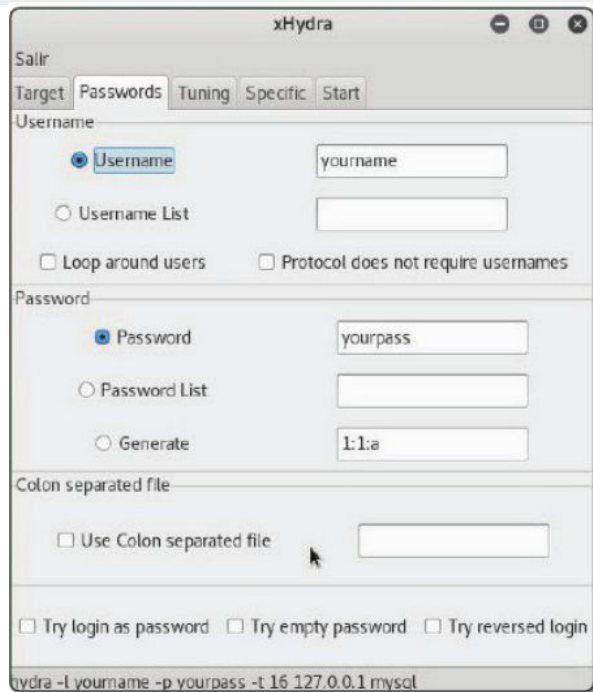 xHydra
Salir
Target Passwords Tuning Specific Start
Username
Username yourname
Username List
Loop around users Protocol does not require usernames
Password
Password yourpass
Password List
Generate 1:1:a
Colon separated file
Use Colon separated file
Try login as password Try empty password Try reversed login
hydra -l yourname -p yourpass -t 16 127.0.0.1 mysql